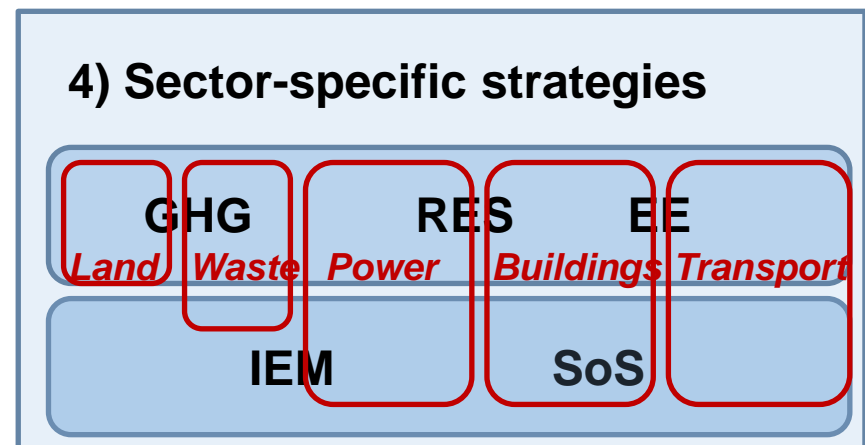 4) Sector-specific strategies
GHG RES EE
Land Waste Power Buildings Transport
IEM SoS